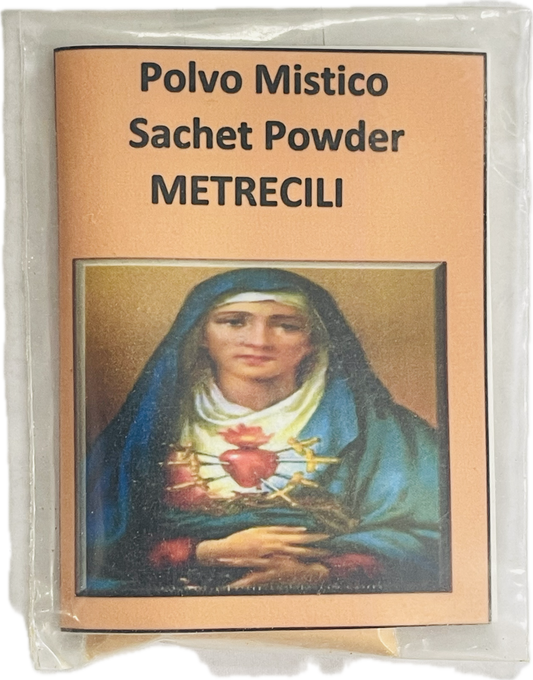 Polvo Mistico
Sachet Powder
METRECILI